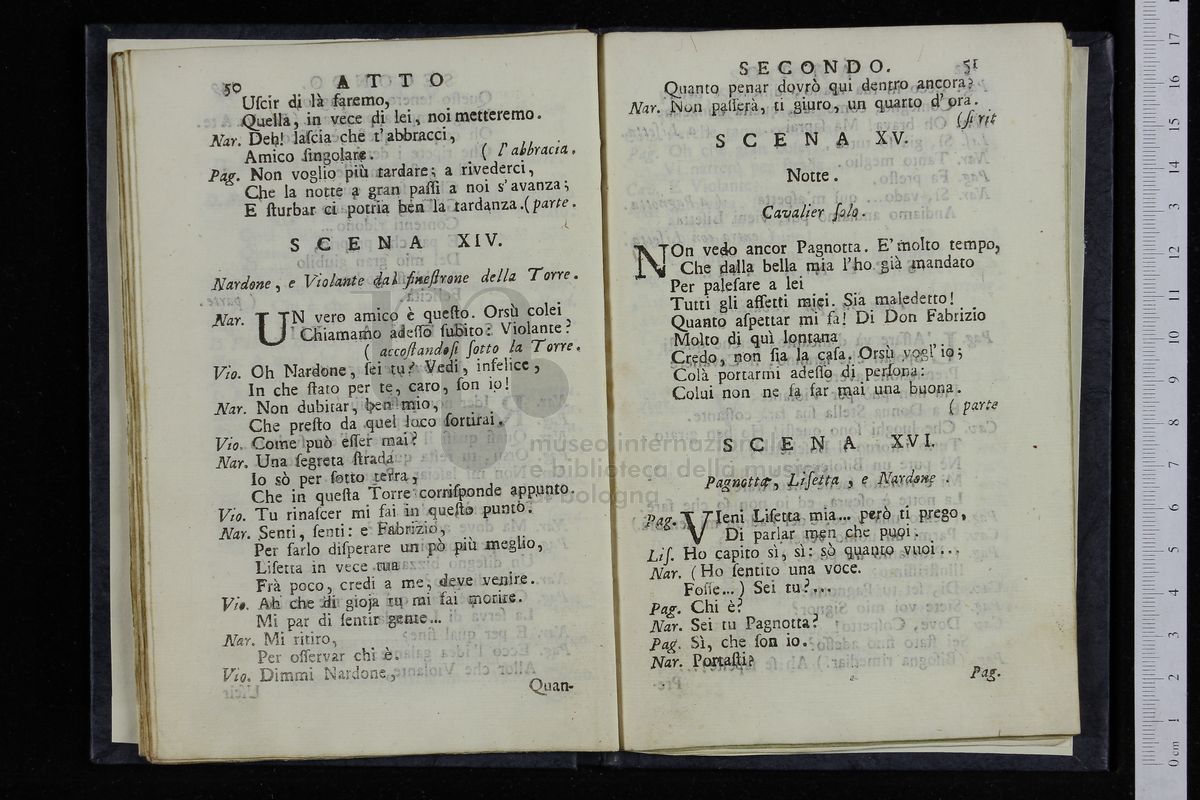 50 ATTO
Uſcir di là faremo,
Quella, in vece di lei, noi metteremo.
Nar. Deh! laſcia che t'abbracci,
Amico ſingolare. ( l'abbracia.
Pag. Non voglio più tardare; a rivederci,
Che la notte a gran paſſi a noi s'avanza;
E ſturbar ci potria ben la tardanza. ( parte.
SCENA XIV.
Nardone, e Violante dal fineſtrone della Torre.
Nar. UN vero amico è queſto. Orsù colei
Chiamamo adeſſo ſubito? Violante?
( accoſtandoſi ſotto la Torre.
Vio. Oh Nardone, ſei tu? Vedi, infelice,
In che ſtato per te, caro, ſon io!
Nar. Non dubitar, ben mio,
Che preſto da quel loco ſortirai.
Vio. Come può eſſer mai?
Nar. Una ſegreta ſtrada
Io sò per ſotto terra,
Che in queſta Torre corriſponde appunto.
Vio. Tu rinaſcer mi fai in queſto punto.
Nar. Senti, ſenti: e Fabrizio,
Per farlo diſperare un pò più meglio,
Liſetta in vece tua
Frà poco, credi a me, deve venire.
Vio. Ah che di gioja tu mi fai morire.
Mi par di ſentir gente...
Nar. Mi ritiro,
Per oſſervar chi è.
Vio. Dimmi Nardone,
Quan-
SECONDO. 51
Quanto penar dovrò qui dentro ancora?
Nar. Non paſſerà, ti giuro, un quarto d'ora.
(ſi rit
SCENA XV.
Notte.
Cavalier ſolo.
NOn vedo ancor Pagnotta. E' molto tempo,
Che dalla bella mia l'ho già mandato
Per paleſare a lei
Tutti gli affetti miei. Sia maledetto!
Quanto aſpettar mi fa! Di Don Fabrizio
Molto di quì lontana
Credo, non ſia la caſa. Orsù vogl'io;
Colà portarmi adeſſo di perſona:
Colui non ne ſa far mai una buona.
( parte
SCENA XVI.
Pagnotta, Liſetta, e Nardone.
Pag. VIeni Liſetta mia... però ti prego,
Di parlar men che puoi.
Liſ. Ho capito sì, sì: sò quanto vuoi...
Nar. (Ho ſentito una voce.
Foſſe...) Sei tu?...
Pag. Chi è?
Nar. Sei tu Pagnotta?
Pag. Sì, che ſon io.
Nar. Portaſti?
Pag.
museo internazionale
e biblioteca della musica
bologna